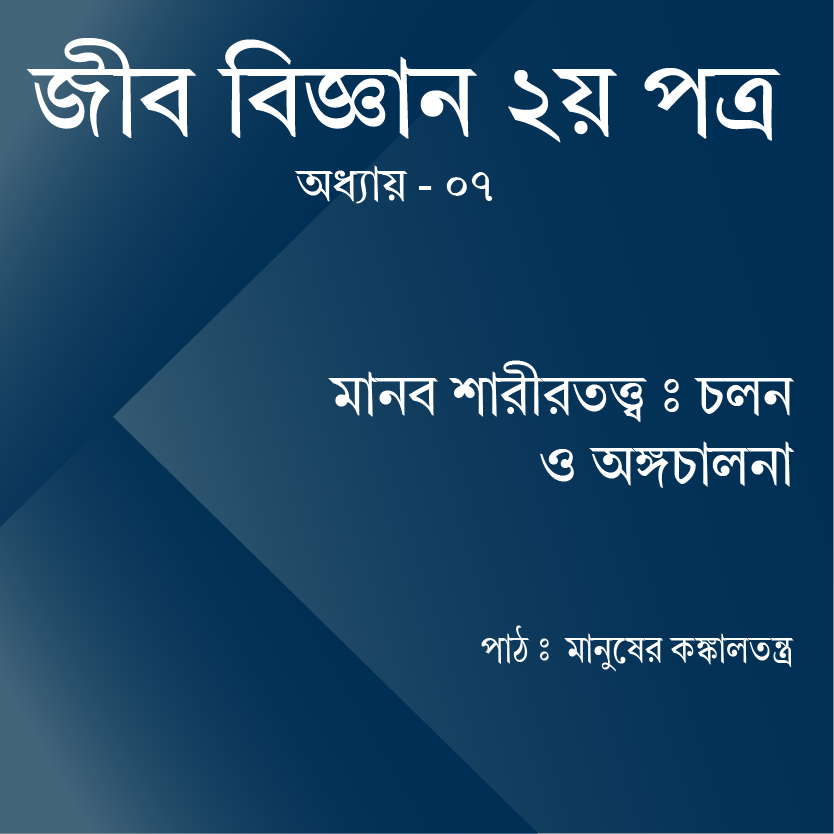 জীব বিজ্ঞান ২য় পত্র
অধ্যায় - ০৭
মানব শারীরতত্ত্ব ঃ চলন
ও অঙ্গচালনা
পাঠ ঃ মানুষের কঙ্কালতন্ত্র